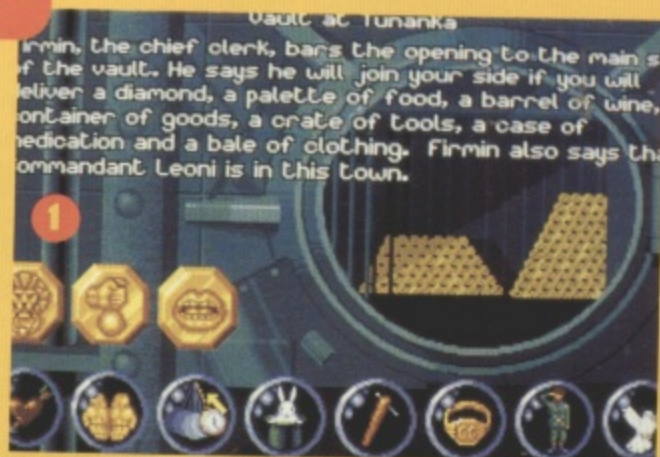 Vault at Tunanka
irmin, the chief clerk, bars the opening to the main s
f the vault. He says he will join your side if you will
eliver a diamond, a palette of food, a barrel of wine,
ontainer of goods, a crate of tools, a case of
edication and a bale of clothing. Firmin also says tha
ommandant Leoni is in this town.
1